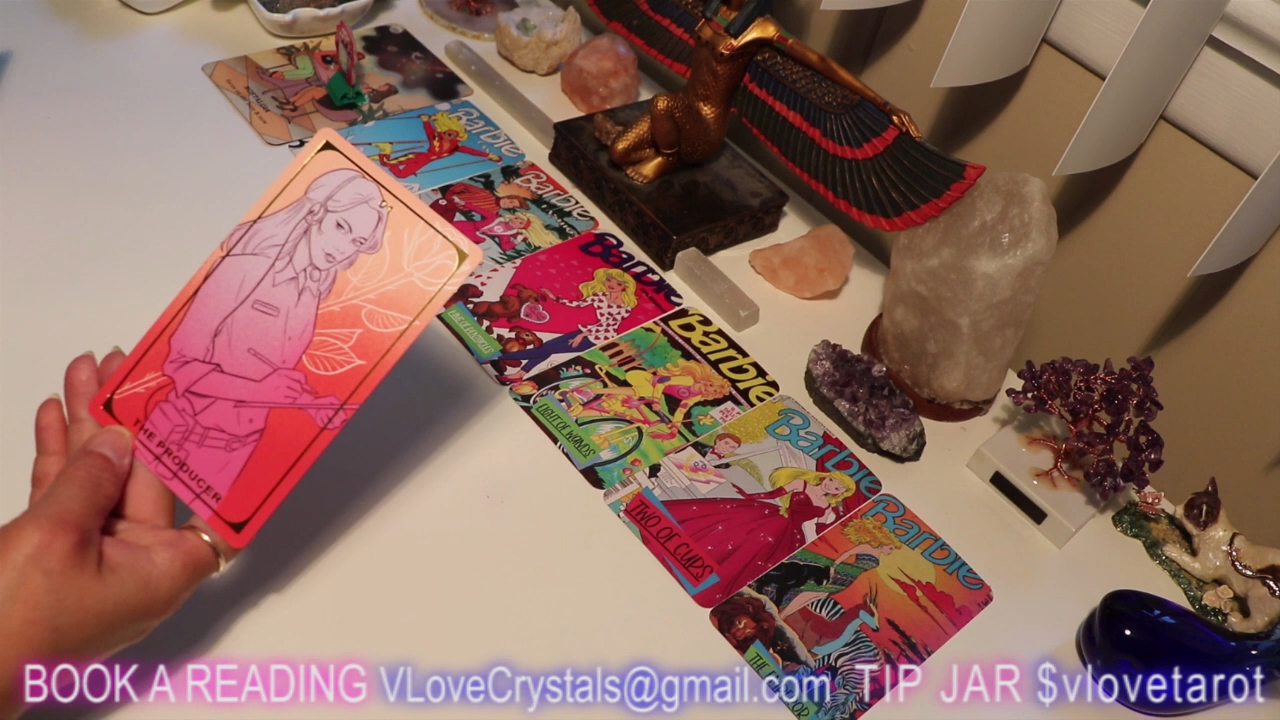 Barbie
Barbie
Barbie
Barbie
EIGHT OF WANDS
Barbie
TWO OF CUPS
Barbie
THE PRODUCER
BOOK A READING VLoveCrystals@gmail.com TIP JAR $vlovetarot